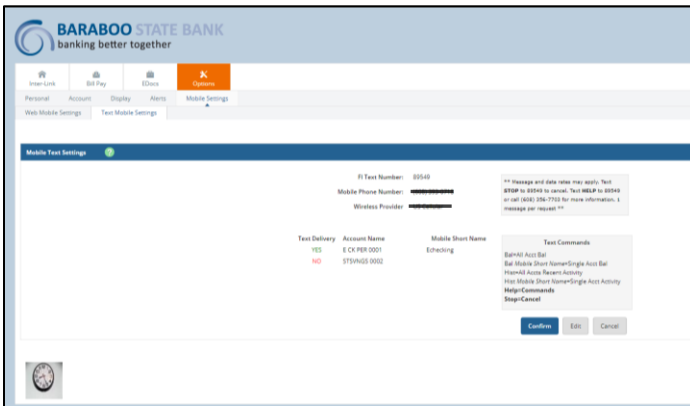 BARABOO STATE BANK
banking better together
Inter-Link
Bill Pay
EDocs
Options
Personal
Account
Display
Alerts
Mobile Settings
Web Mobile Settings
Text Mobile Settings
Mobile Text Settings
?
FI Text Number: 89549
Mobile Phone Number:
Wireless Provider
** Message and data rates may apply. Text
STOP to 89549 to cancel. Text HELP to 89549
or call (608) 356-7703 for more information. 1
message per request **
Text Delivery Account Name Mobile Short Name
YES E CK PER 0001 Echecking
NO STSVNGS 0002
Text Commands
Bal=All Acct Bal
Bal Mobile Short Name=Single Acct Bal
Hist=All Accts Recent Activity
Hist Mobile Short Name=Single Acct Activity
Help=Commands
Stop=Cancel
Confirm
Edit
Cancel